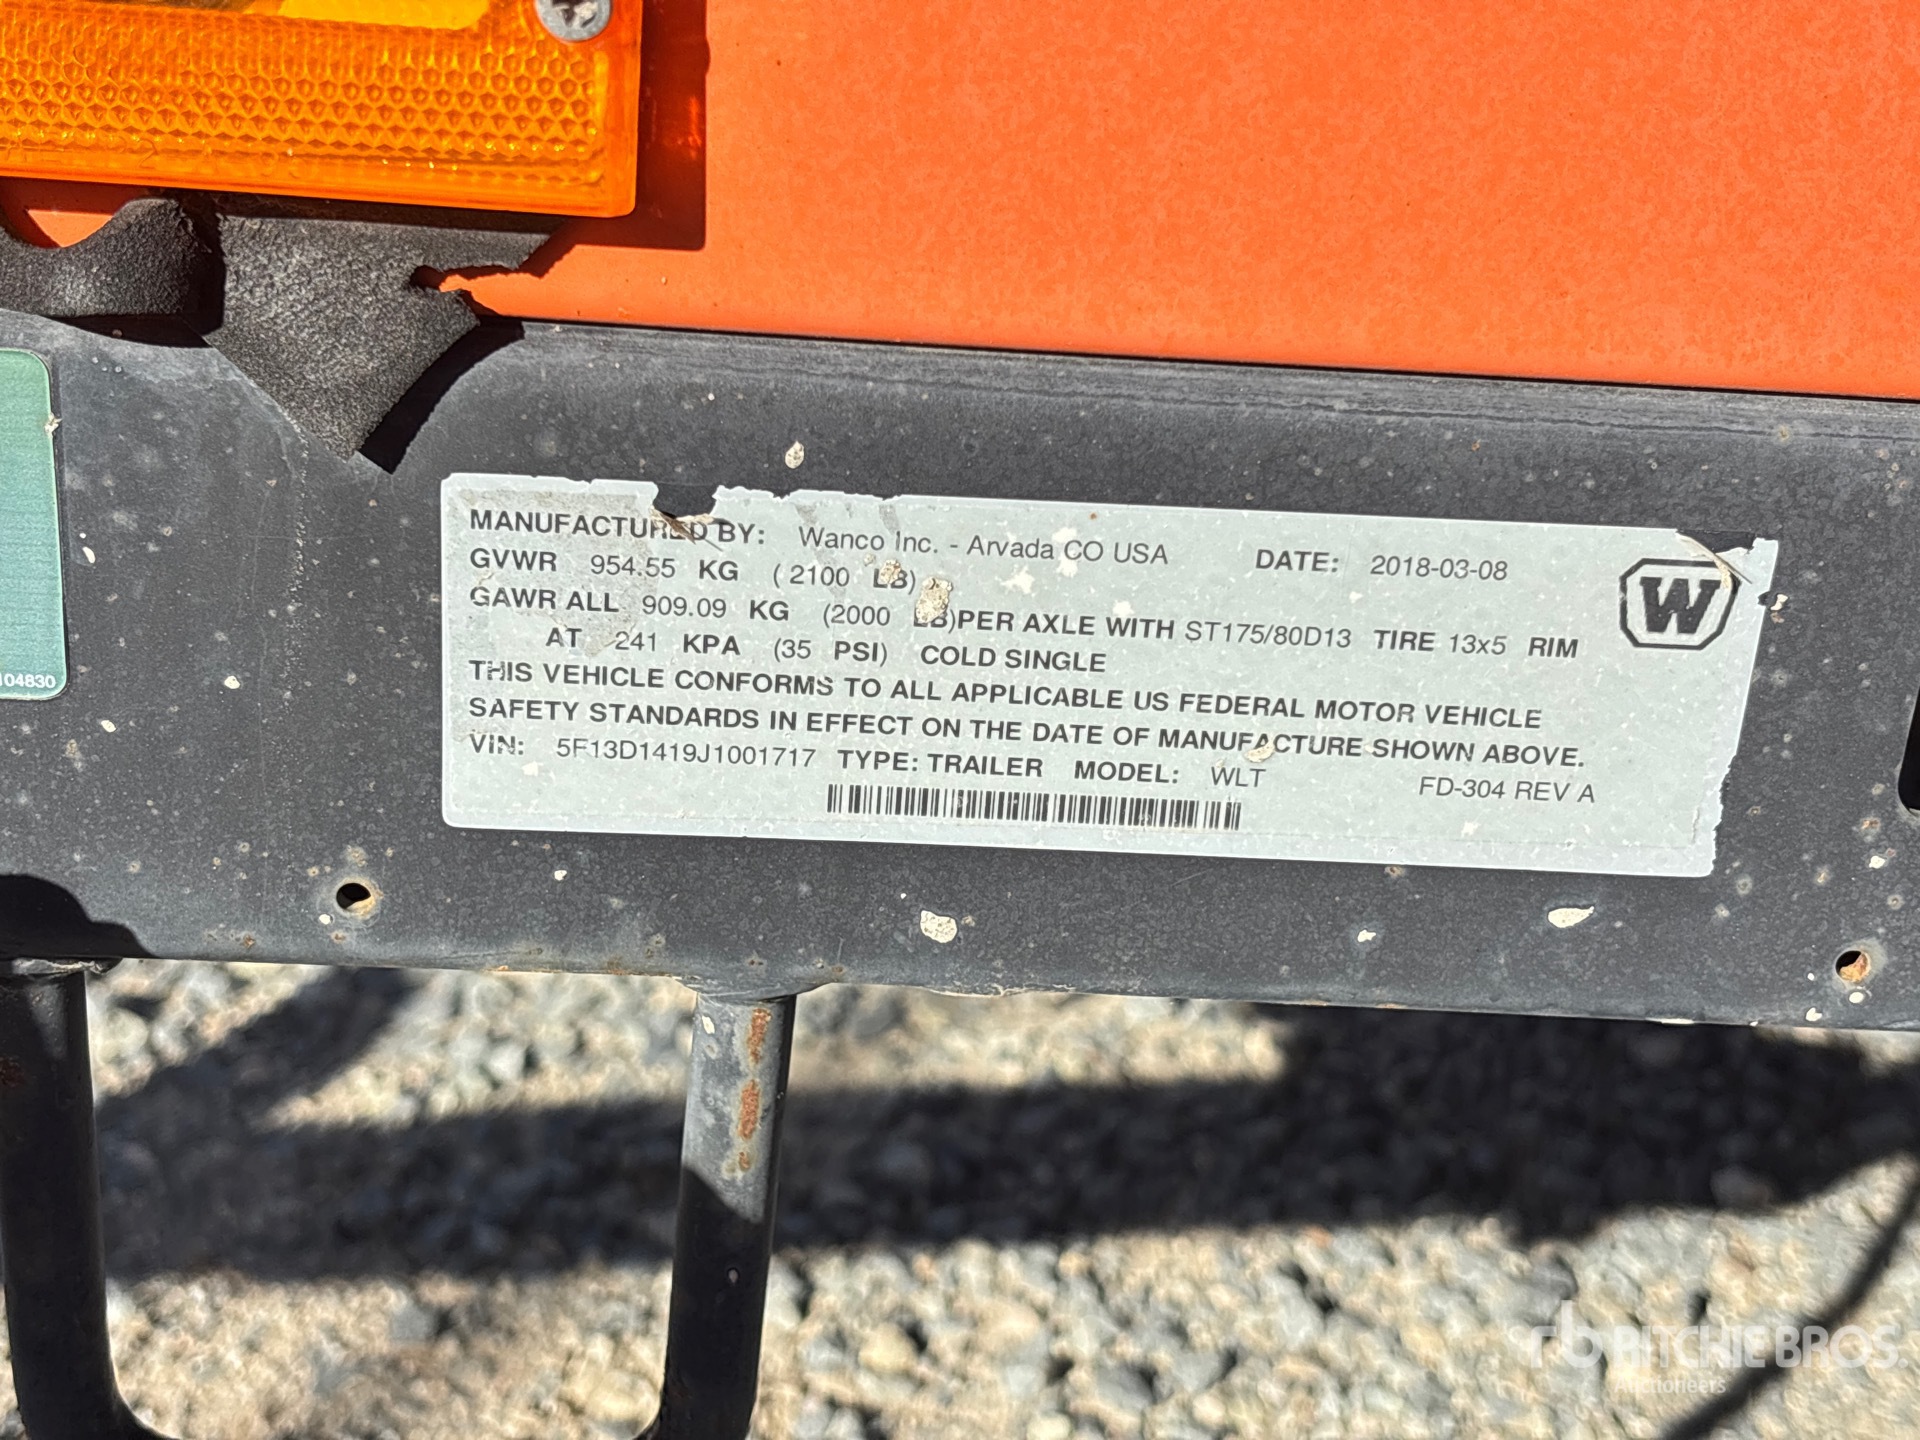 MANUFACTURED BY: Wanco Inc. - Arvada CO USA DATE: 2018-03-08
GVWR 954.55 KG (2100 LB)
GAWR ALL 909.09 KG (2000 LB)PER AXLE WITH ST175/80D13 TIRE 13x5 RIM
AT 241 KPA (35 PSI) COLD SINGLE
THIS VEHICLE CONFORMS TO ALL APPLICABLE US FEDERAL MOTOR VEHICLE
SAFETY STANDARDS IN EFFECT ON THE DATE OF MANUFACTURE SHOWN ABOVE.
VIN: 5F13D1419J1001717 TYPE: TRAILER MODEL: WLT FD-304 REV A
W
104830
rb RITCHIE BROS.
Auctioneers